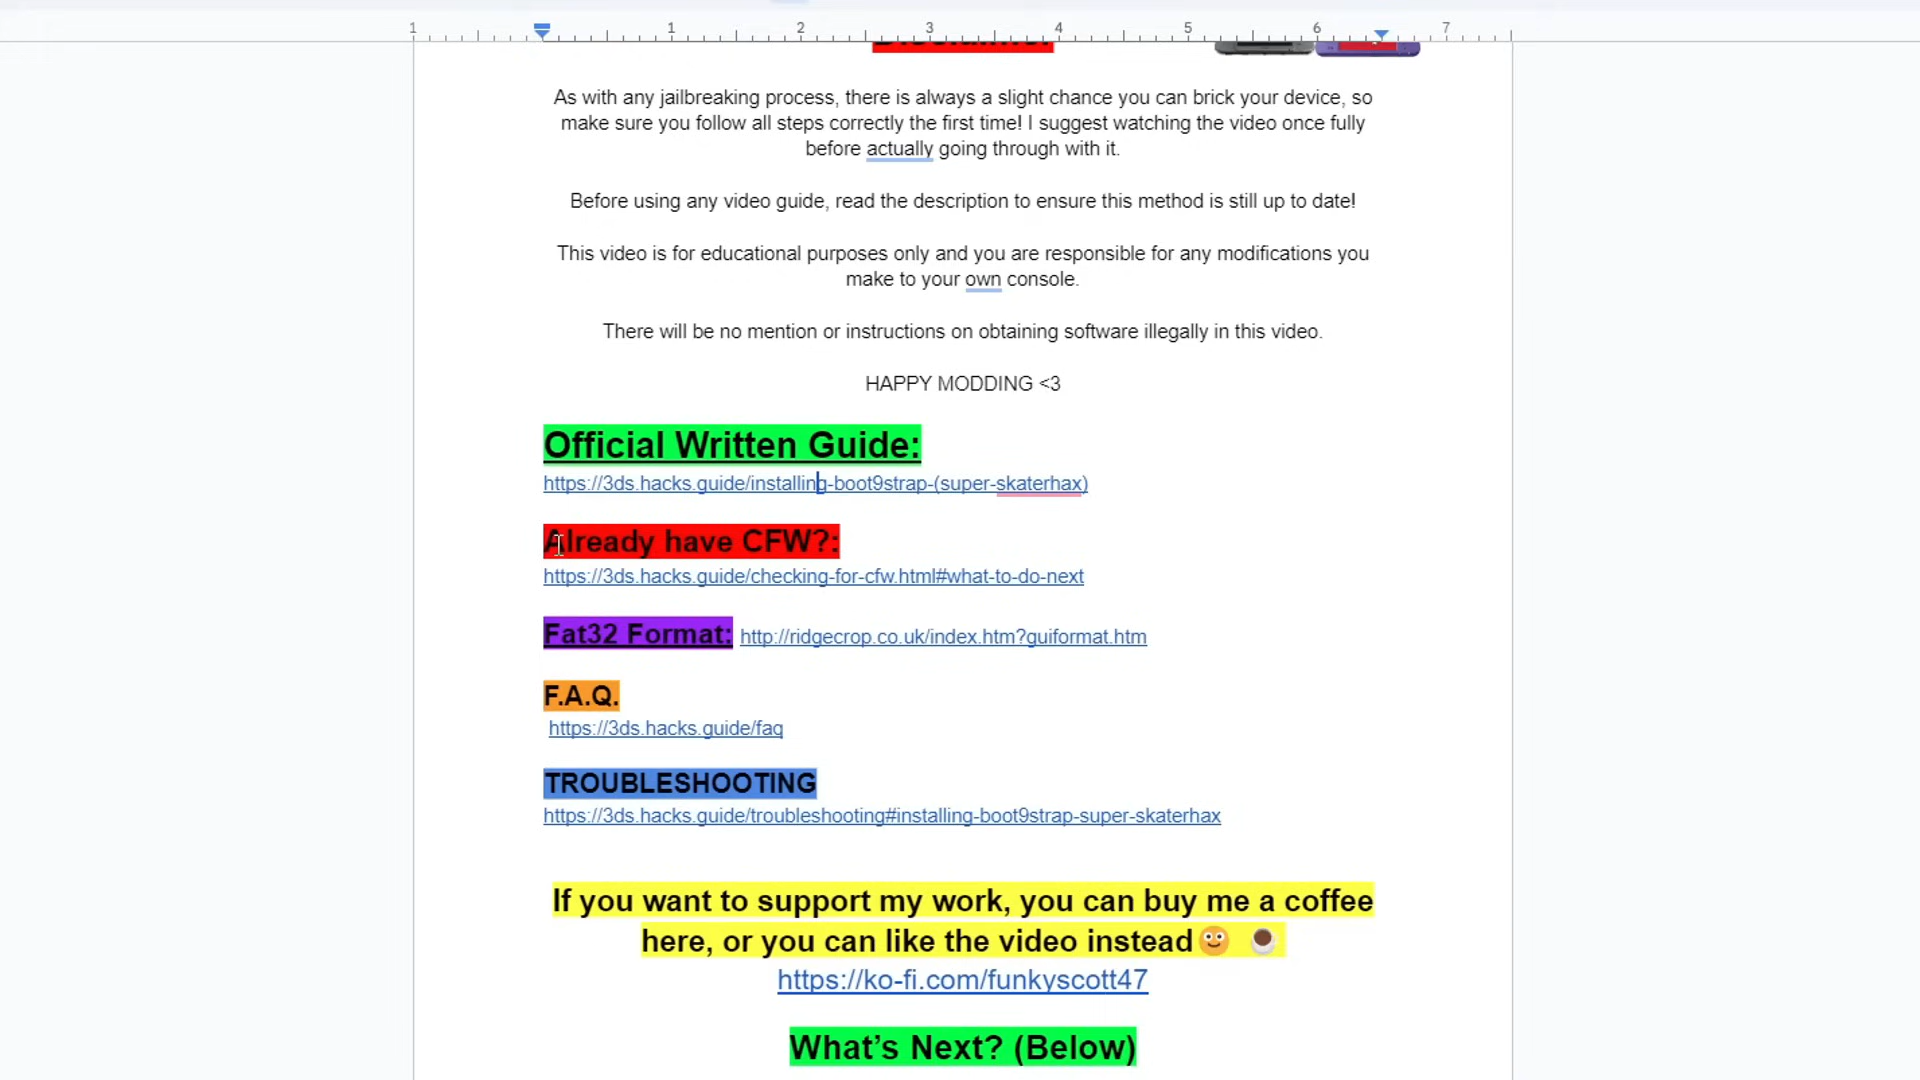 1 1 2 3 4 5 6 7
Disclaimer
As with any jailbreaking process, there is always a slight chance you can brick your device, so
make sure you follow all steps correctly the first time! I suggest watching the video once fully
before actually going through with it.
Before using any video guide, read the description to ensure this method is still up to date!
This video is for educational purposes only and you are responsible for any modifications you
make to your own console.
There will be no mention or instructions on obtaining software illegally in this video.
HAPPY MODDING <3
Official Written Guide:
https://3ds.hacks.guide/installing-boot9strap-(super-skaterhax)
Already have CFW?:
https://3ds.hacks.guide/checking-for-cfw.html#what-to-do-next
Fat32 Format: http://ridgecrop.co.uk/index.htm?guiformat.htm
F.A.Q.
https://3ds.hacks.guide/faq
TROUBLESHOOTING
https://3ds.hacks.guide/troubleshooting#installing-boot9strap-super-skaterhax
If you want to support my work, you can buy me a coffee
here, or you can like the video instead🙂 ☕
https://ko-fi.com/funkyscott47
What's Next? (Below)